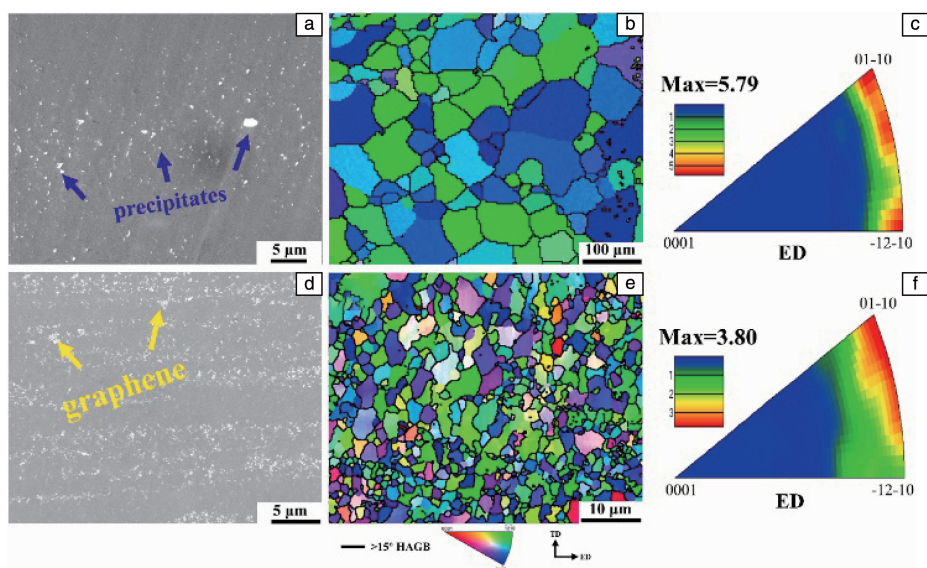 a
precipitates
5 µm
b
100 µm
c
01-10
Max=5.79
1
2
3
4
5
0001
-12-10
ED
d
graphene
5 µm
e
10 µm
f
01-10
Max=3.80
1
2
3
0001
-12-10
ED
>15° HAGB
TD
ED